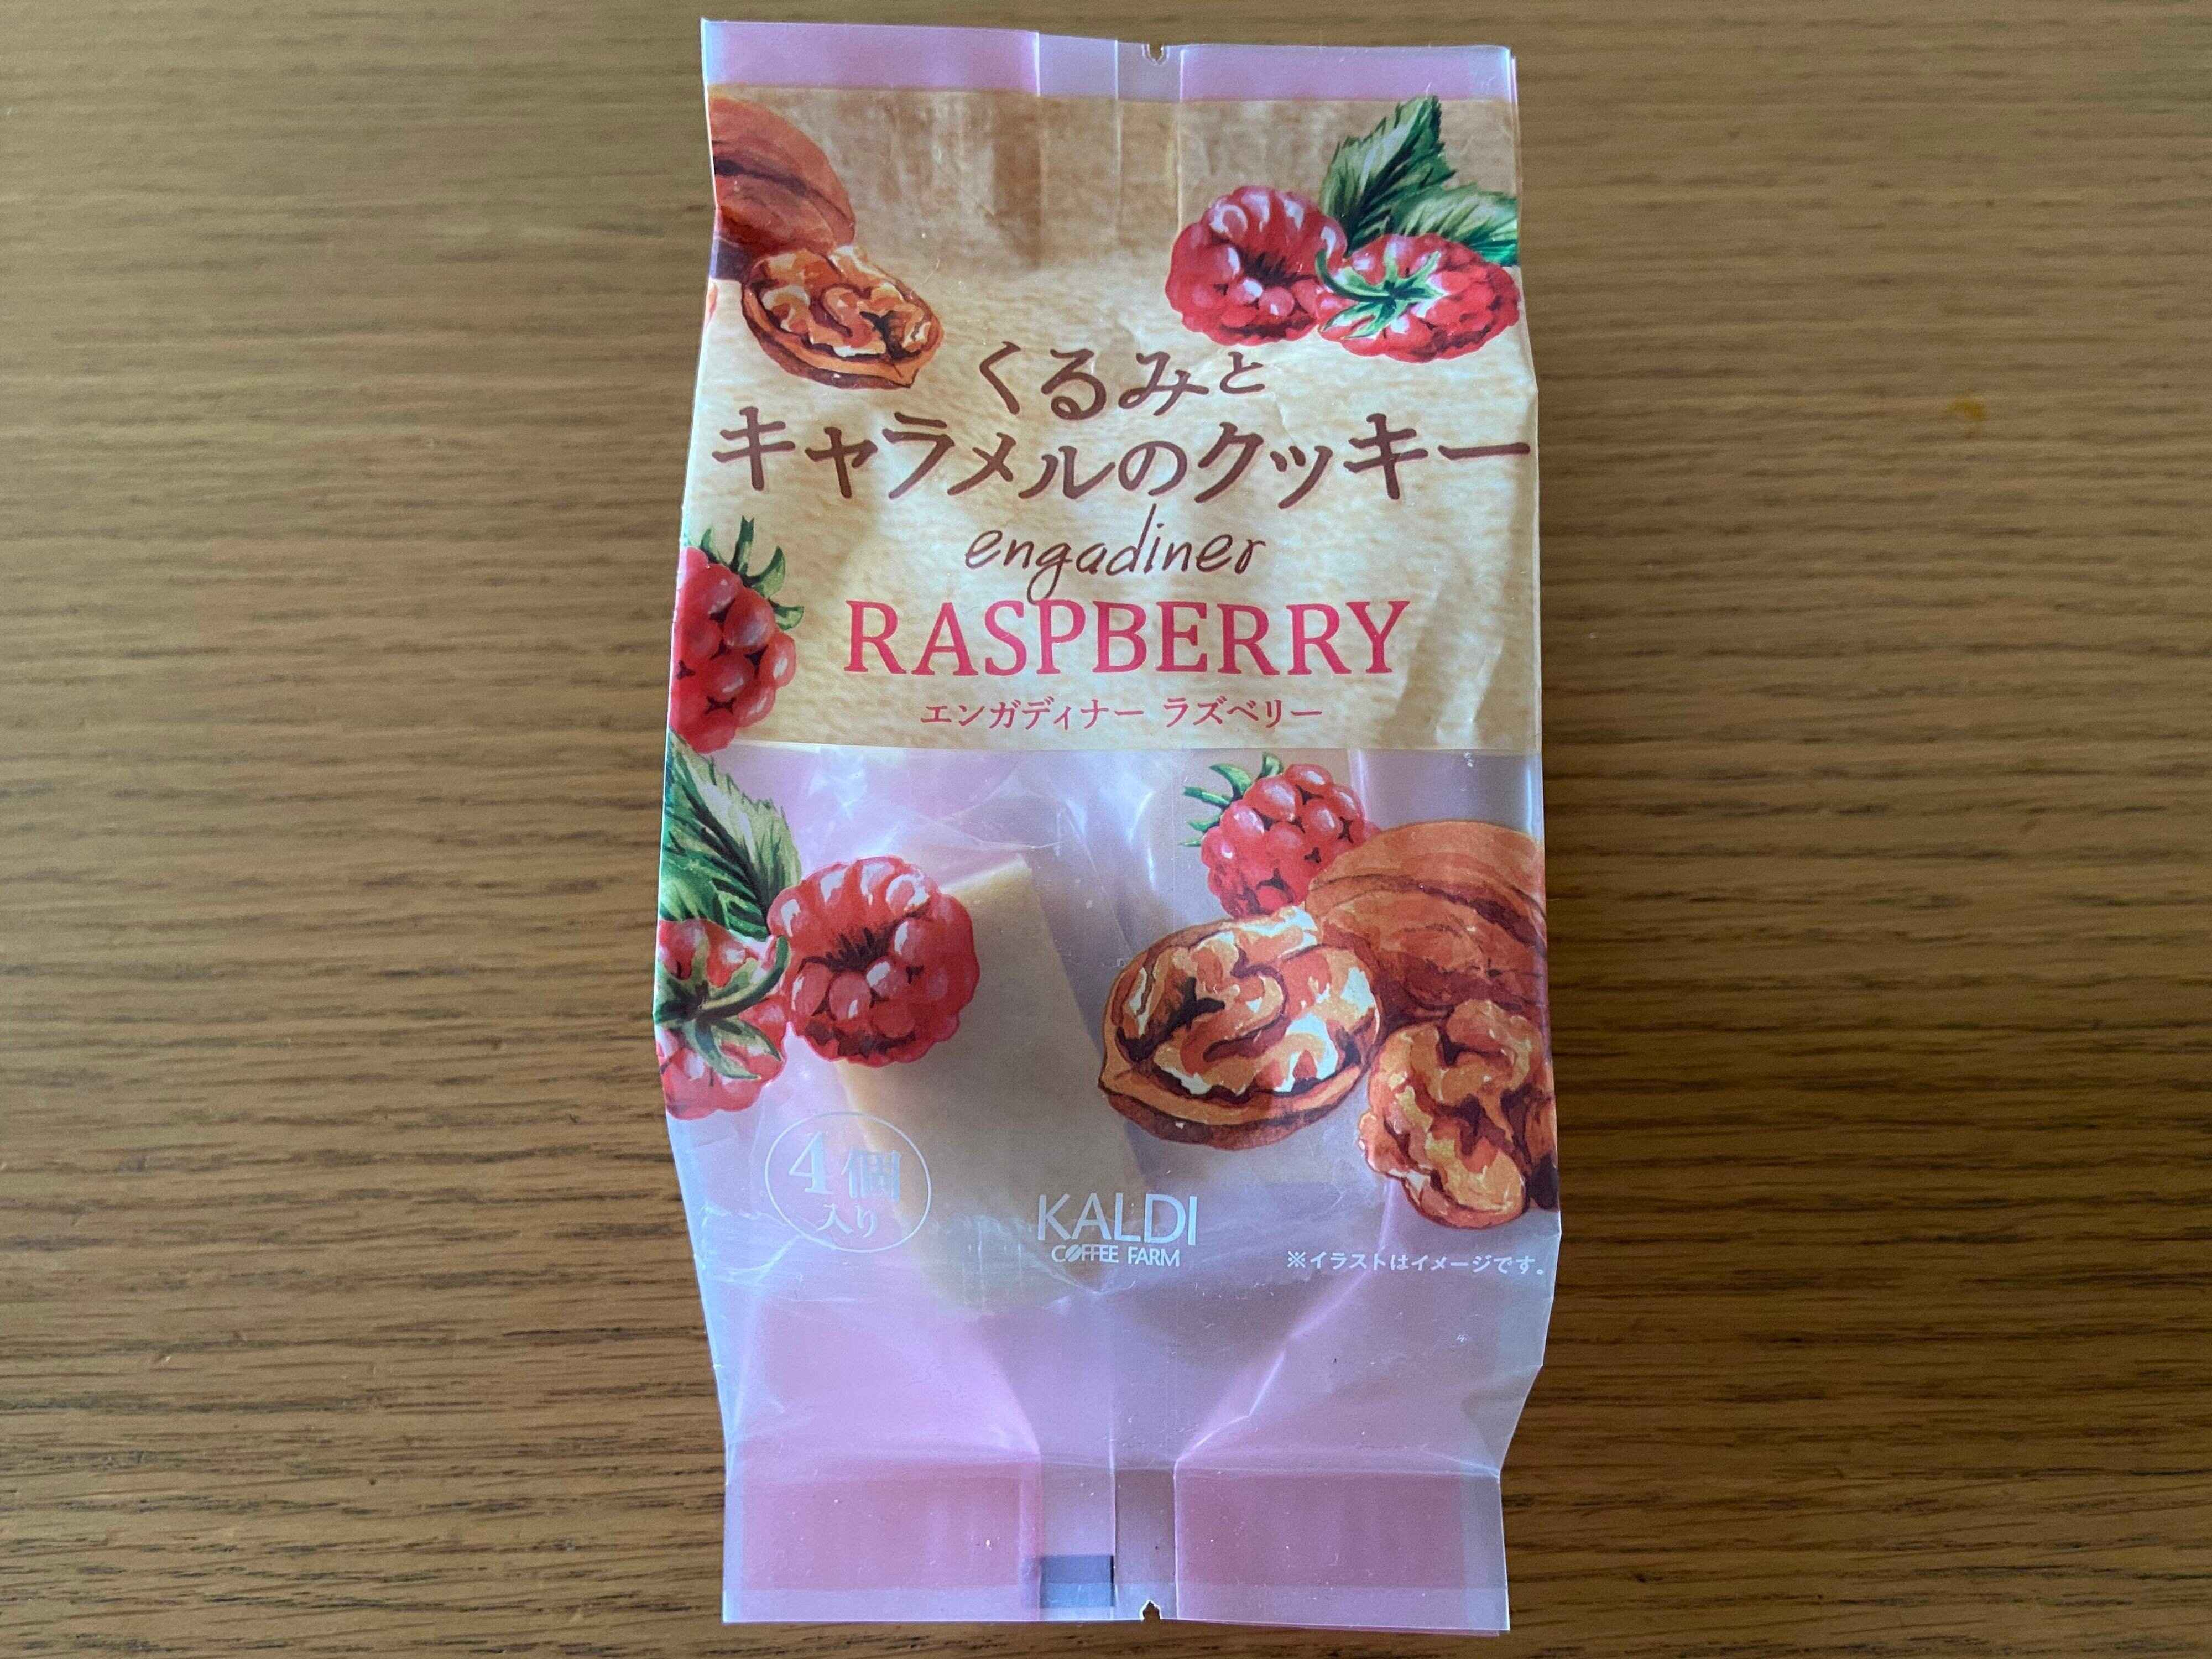 くるみと
キャラメルのクッキー
engadiner
RASPBERRY
エンガディナー ラズベリー
4個
入り
KALDI
COFFEE FARM
※イラストはイメージです。